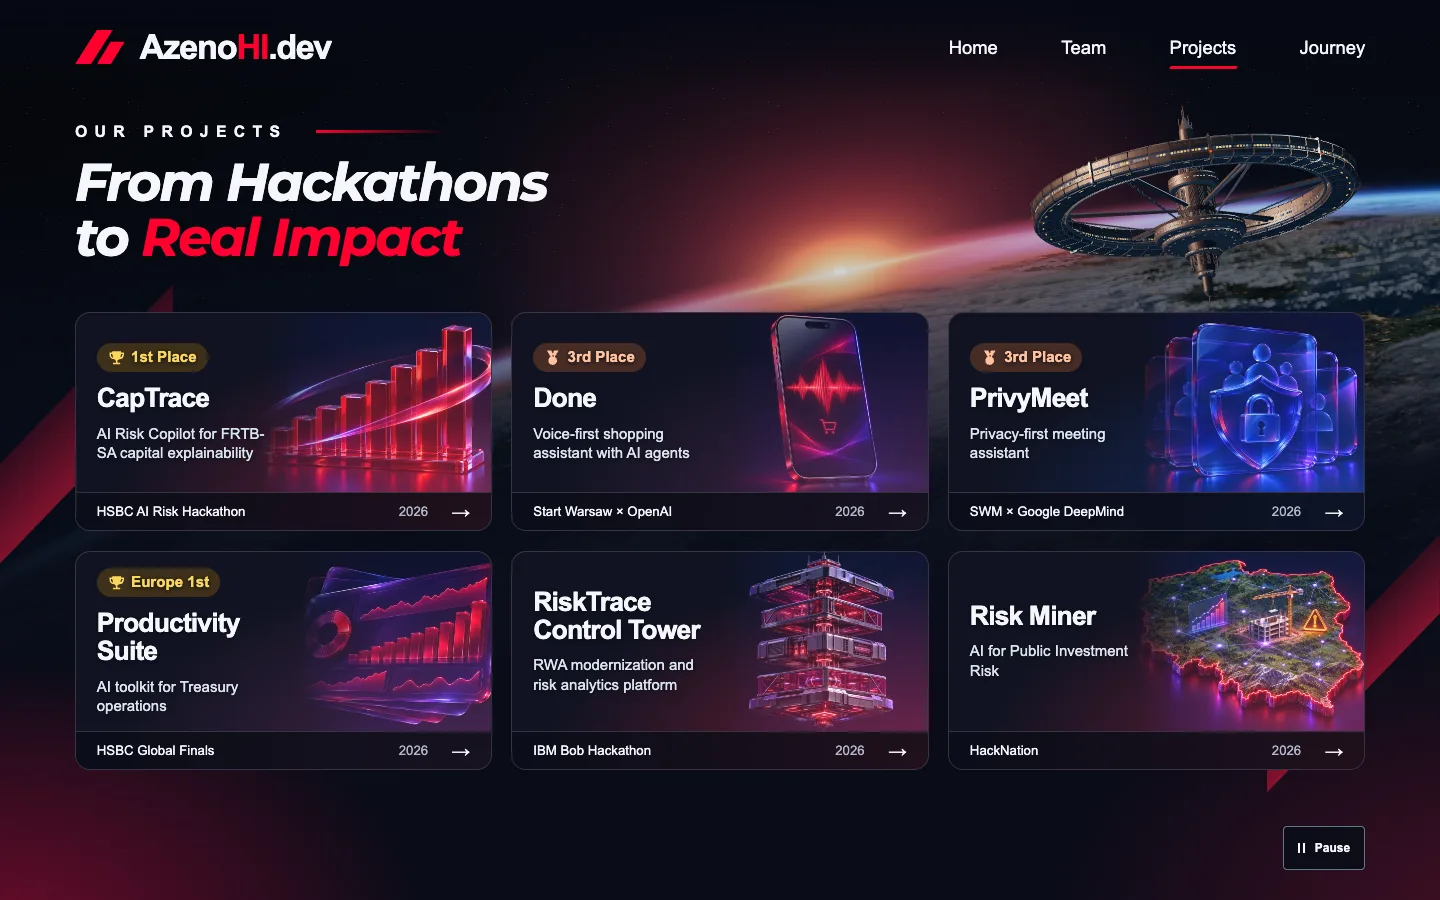 AzenoHI.dev
Home
Team
Projects
Journey
OUR PROJECTS
From Hackathons
to Real Impact
1st Place
CapTrace
AI Risk Copilot for FRTB-
SA capital explainability
HSBC AI Risk Hackathon
2026
3rd Place
Done
Voice-first shopping
assistant with AI agents
Start Warsaw × OpenAI
2026
3rd Place
PrivyMeet
Privacy-first meeting
assistant
SWM × Google DeepMind
2026
Europe 1st
Productivity
Suite
AI toolkit for Treasury
operations
HSBC Global Finals
2026
RiskTrace
Control Tower
RWA modernization and
risk analytics platform
IBM Bob Hackathon
2026
Risk Miner
AI for Public Investment
Risk
HackNation
2026
Pause